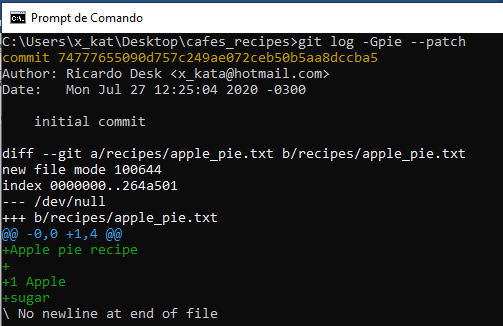 Prompt de Comando
C:\Users\x_kat\Desktop\cafes_recipes>git log -Gpie --patch
commit 74777655090d757c249ae072ceb50b5aa8dccba5
Author: Ricardo Desk <x_kata@hotmail.com>
Date:   Mon Jul 27 12:25:04 2020 -0300
    initial commit
diff --git a/recipes/apple_pie.txt b/recipes/apple_pie.txt
new file mode 100644
index 0000000..264a501
--- /dev/null
+++ b/recipes/apple_pie.txt
@@ -0,0 +1,4 @@
+Apple pie recipe
+
+1 Apple
+sugar
\ No newline at end of file